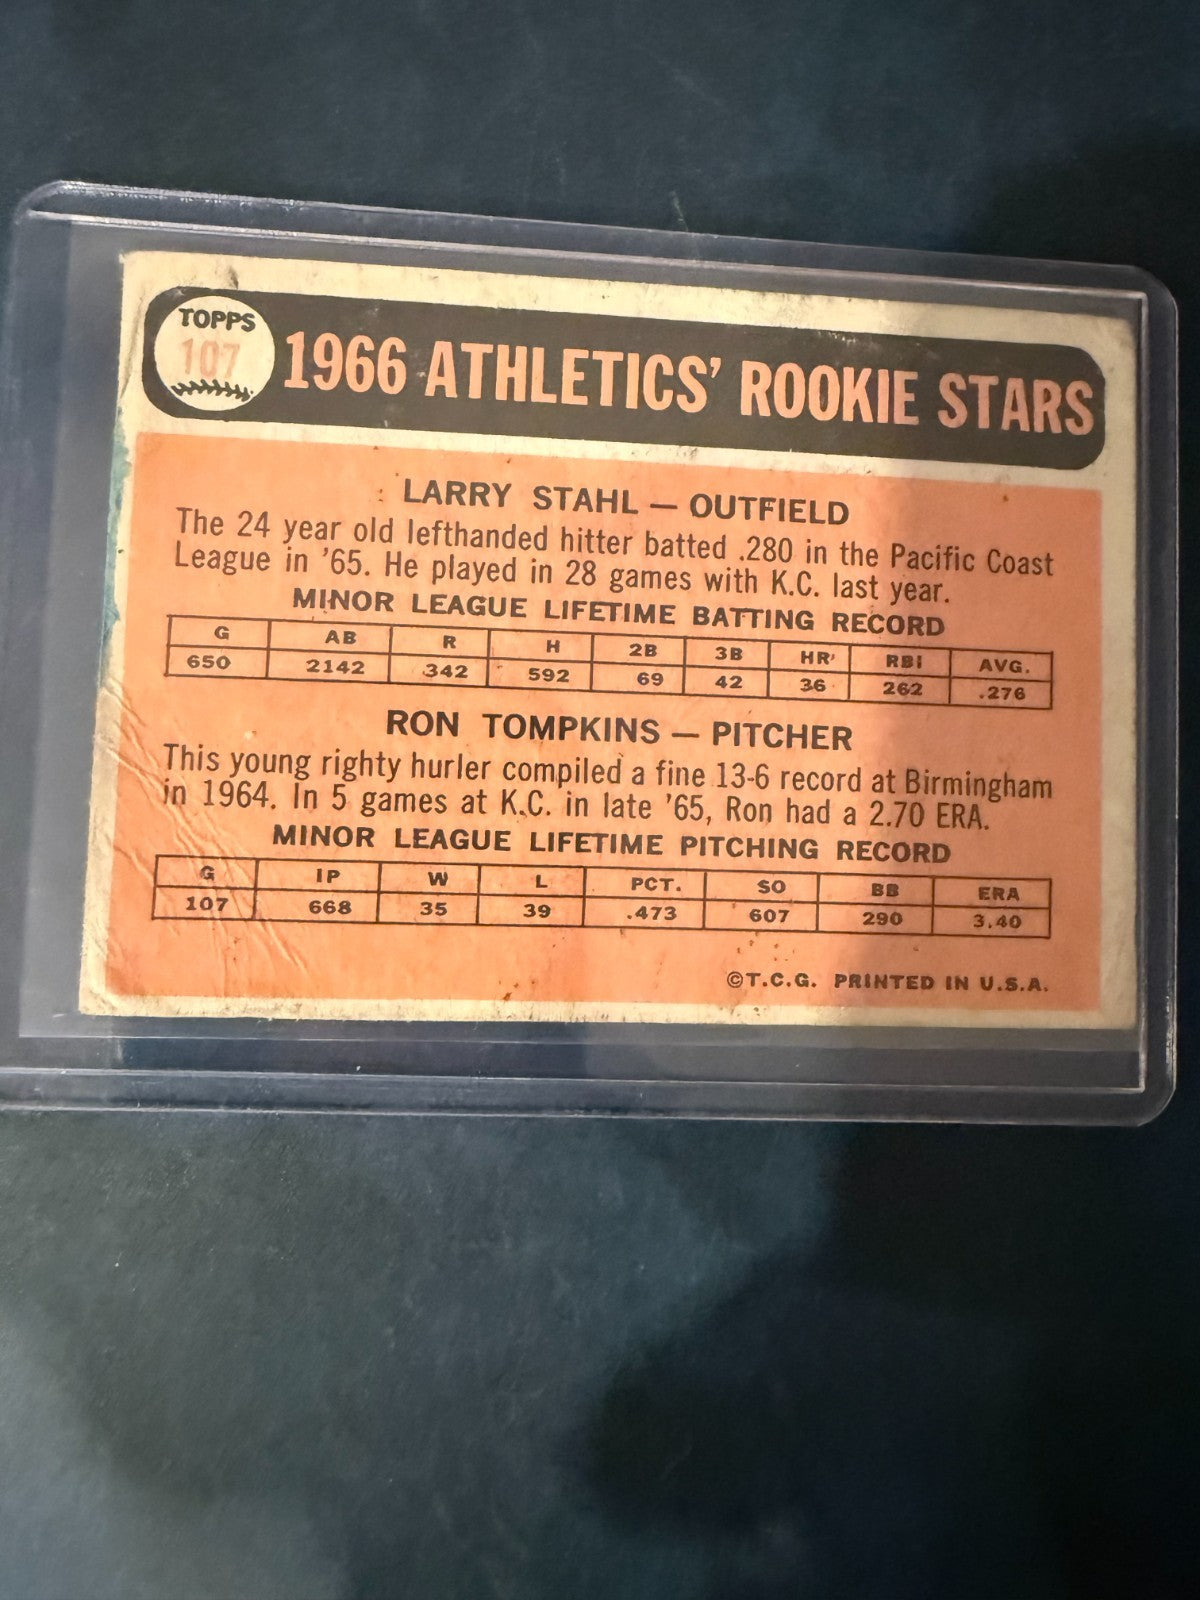 TOPPS
107
1966 ATHLETICS' ROOKIE STARS
LARRY STAHL — OUTFIELD
The 24 year old lefthanded hitter batted .280 in the Pacific Coast
League in '65. He played in 28 games with K.C. last year.
MINOR LEAGUE LIFETIME BATTING RECORD
G AB R H 2B 3B HR RBI AVG.
650 2142 342 592 69 42 36 262 .276
RON TOMPKINS — PITCHER
This young righty hurler compiled a fine 13-6 record at Birmingham
in 1964. In 5 games at K.C. in late '65, Ron had a 2.70 ERA.
MINOR LEAGUE LIFETIME PITCHING RECORD
G IP W L PCT. SO BB ERA
107 668 35 39 .473 607 290 3.40
©T.C.G. PRINTED IN U.S.A.